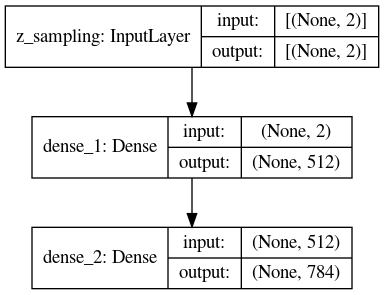 z_sampling: InputLayer
input:
[(None, 2)]
output:
[(None, 2)]
dense_1: Dense
input:
(None, 2)
output:
(None, 512)
dense_2: Dense
input:
(None, 512)
output:
(None, 784)